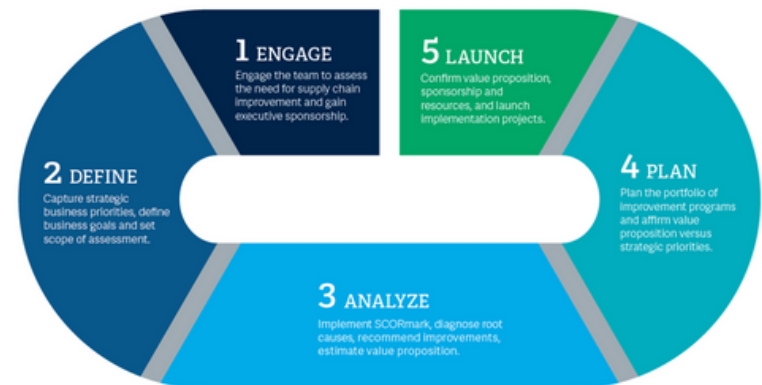 1 ENGAGE
Engage the team to assess
the need for supply chain
improvement and gain
executive sponsorship.
2 DEFINE
Capture strategic
business priorities, define
business goals and set
scope of assessment.
3 ANALYZE
Implement SCORmark, diagnose root
causes, recommend improvements,
estimate value proposition.
4 PLAN
Plan the portfolio of
improvement programs
and affirm value
proposition versus
strategic priorities.
5 LAUNCH
Confirm value proposition,
sponsorship and
resources, and launch
implementation projects.